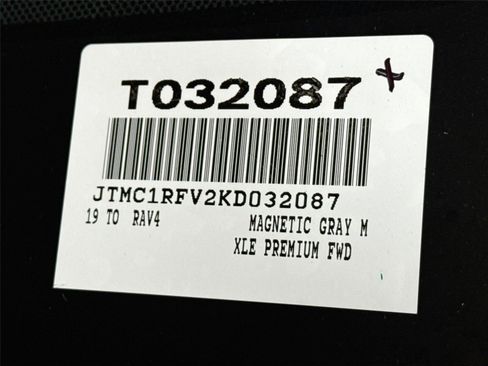 T032087 x
JTMC1RFV2KD032087
19 TO RAV4 MAGNETIC GRAY M
XLE PREMIUM FWD